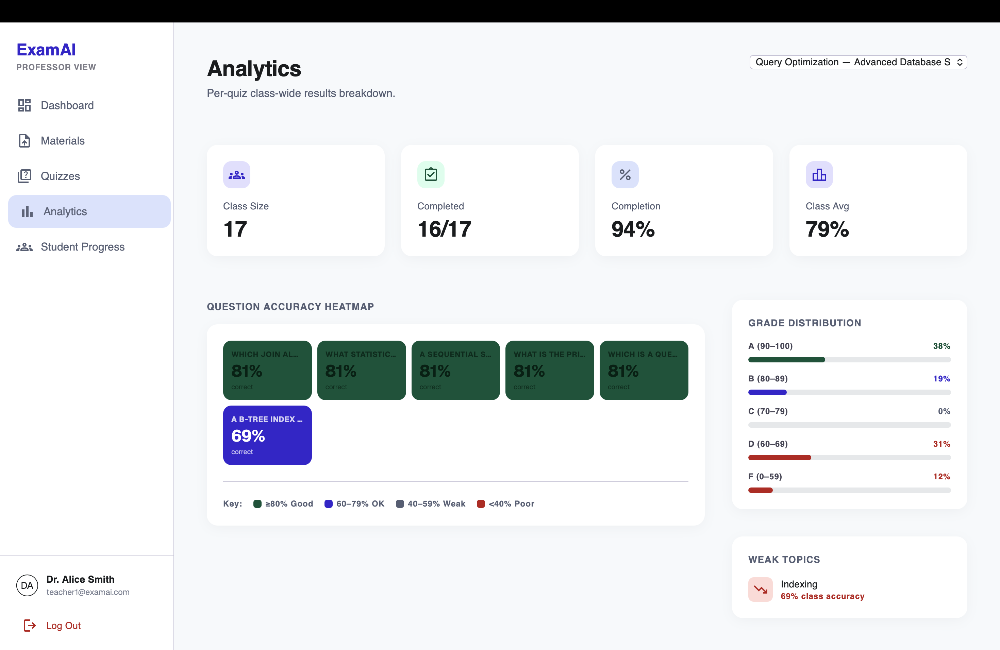 ExamAI
PROFESSOR VIEW
Dashboard
Materials
Quizzes
Analytics
Student Progress
Dr. Alice Smith
DA
teacher1@examai.com
Log Out
Analytics
Per-quiz class-wide results breakdown.
Query Optimization — Advanced Database S
Class Size
17
Completed
16/17
Completion
94%
Class Avg
79%
QUESTION ACCURACY HEATMAP
WHICH JOIN AL...
81%
correct
WHAT STATISTIC...
81%
correct
A SEQUENTIAL S...
81%
correct
WHAT IS THE PRI...
81%
correct
WHICH IS A QUE...
81%
correct
A B-TREE INDEX ...
69%
correct
Key: ≥80% Good 60–79% OK 40–59% Weak <40% Poor
GRADE DISTRIBUTION
A (90–100) 38%
B (80–89) 19%
C (70–79) 0%
D (60–69) 31%
F (0–59) 12%
WEAK TOPICS
Indexing
69% class accuracy